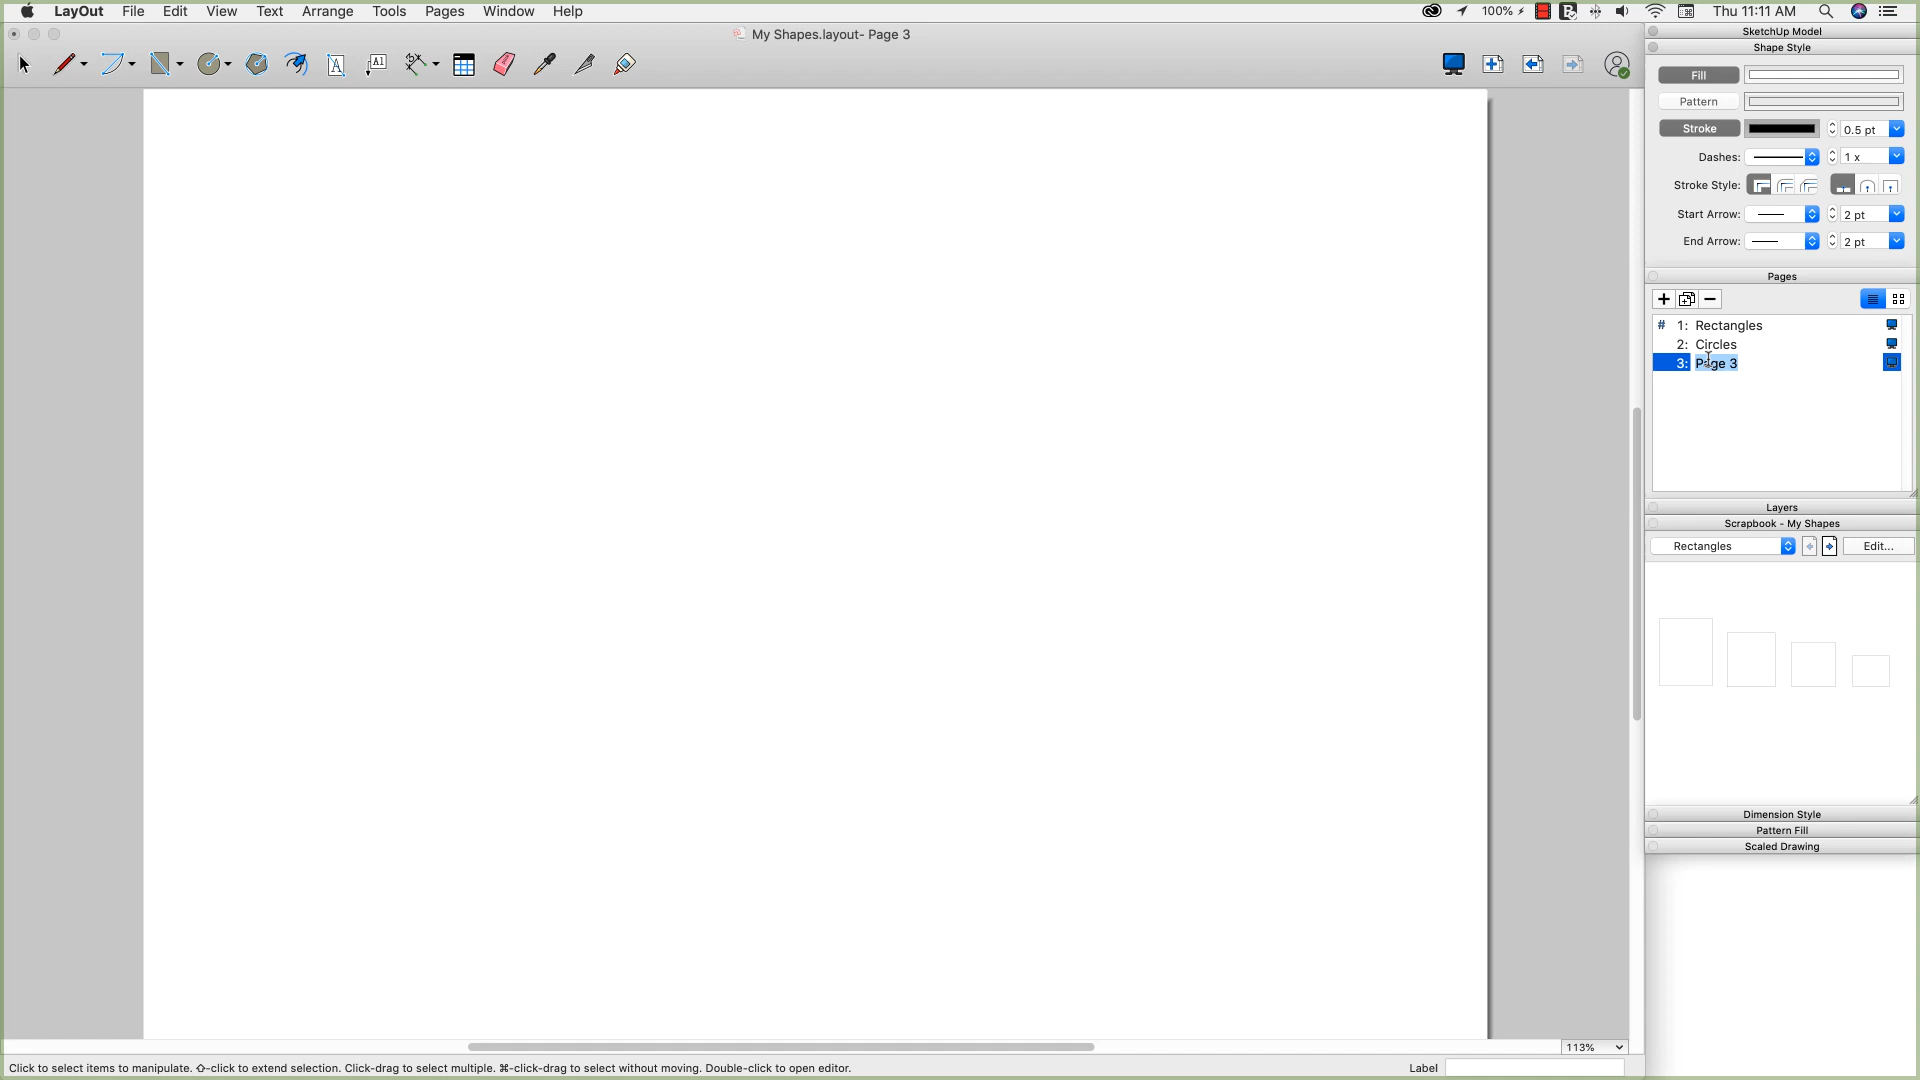 LayOut File Edit View Text Arrange Tools Pages Window Help
100% Thu 11:11 AM
My Shapes.layout- Page 3
A1
A
SketchUp Model
Shape Style
Fill
Pattern
Stroke 0.5 pt
Dashes: 1 x
Stroke Style:
Start Arrow: 2 pt
End Arrow: 2 pt
Pages
# 1: Rectangles
2: Circles
3: Page 3
Layers
Scrapbook - My Shapes
Rectangles Edit...
Dimension Style
Pattern Fill
Scaled Drawing
113%
Click to select items to manipulate. ⇧-click to extend selection. Click-drag to select multiple. ⌘-click-drag to select without moving. Double-click to open editor.
Label